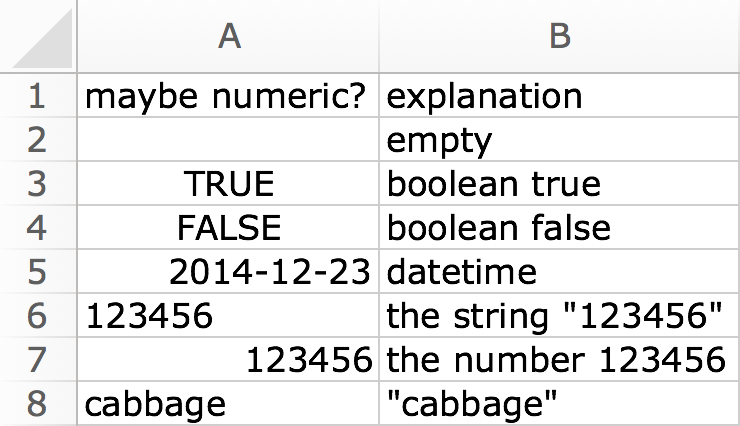 A B
1 maybe numeric? explanation
2 empty
3 TRUE boolean true
4 FALSE boolean false
5 2014-12-23 datetime
6 123456 the string "123456"
7 123456 the number 123456
8 cabbage "cabbage"